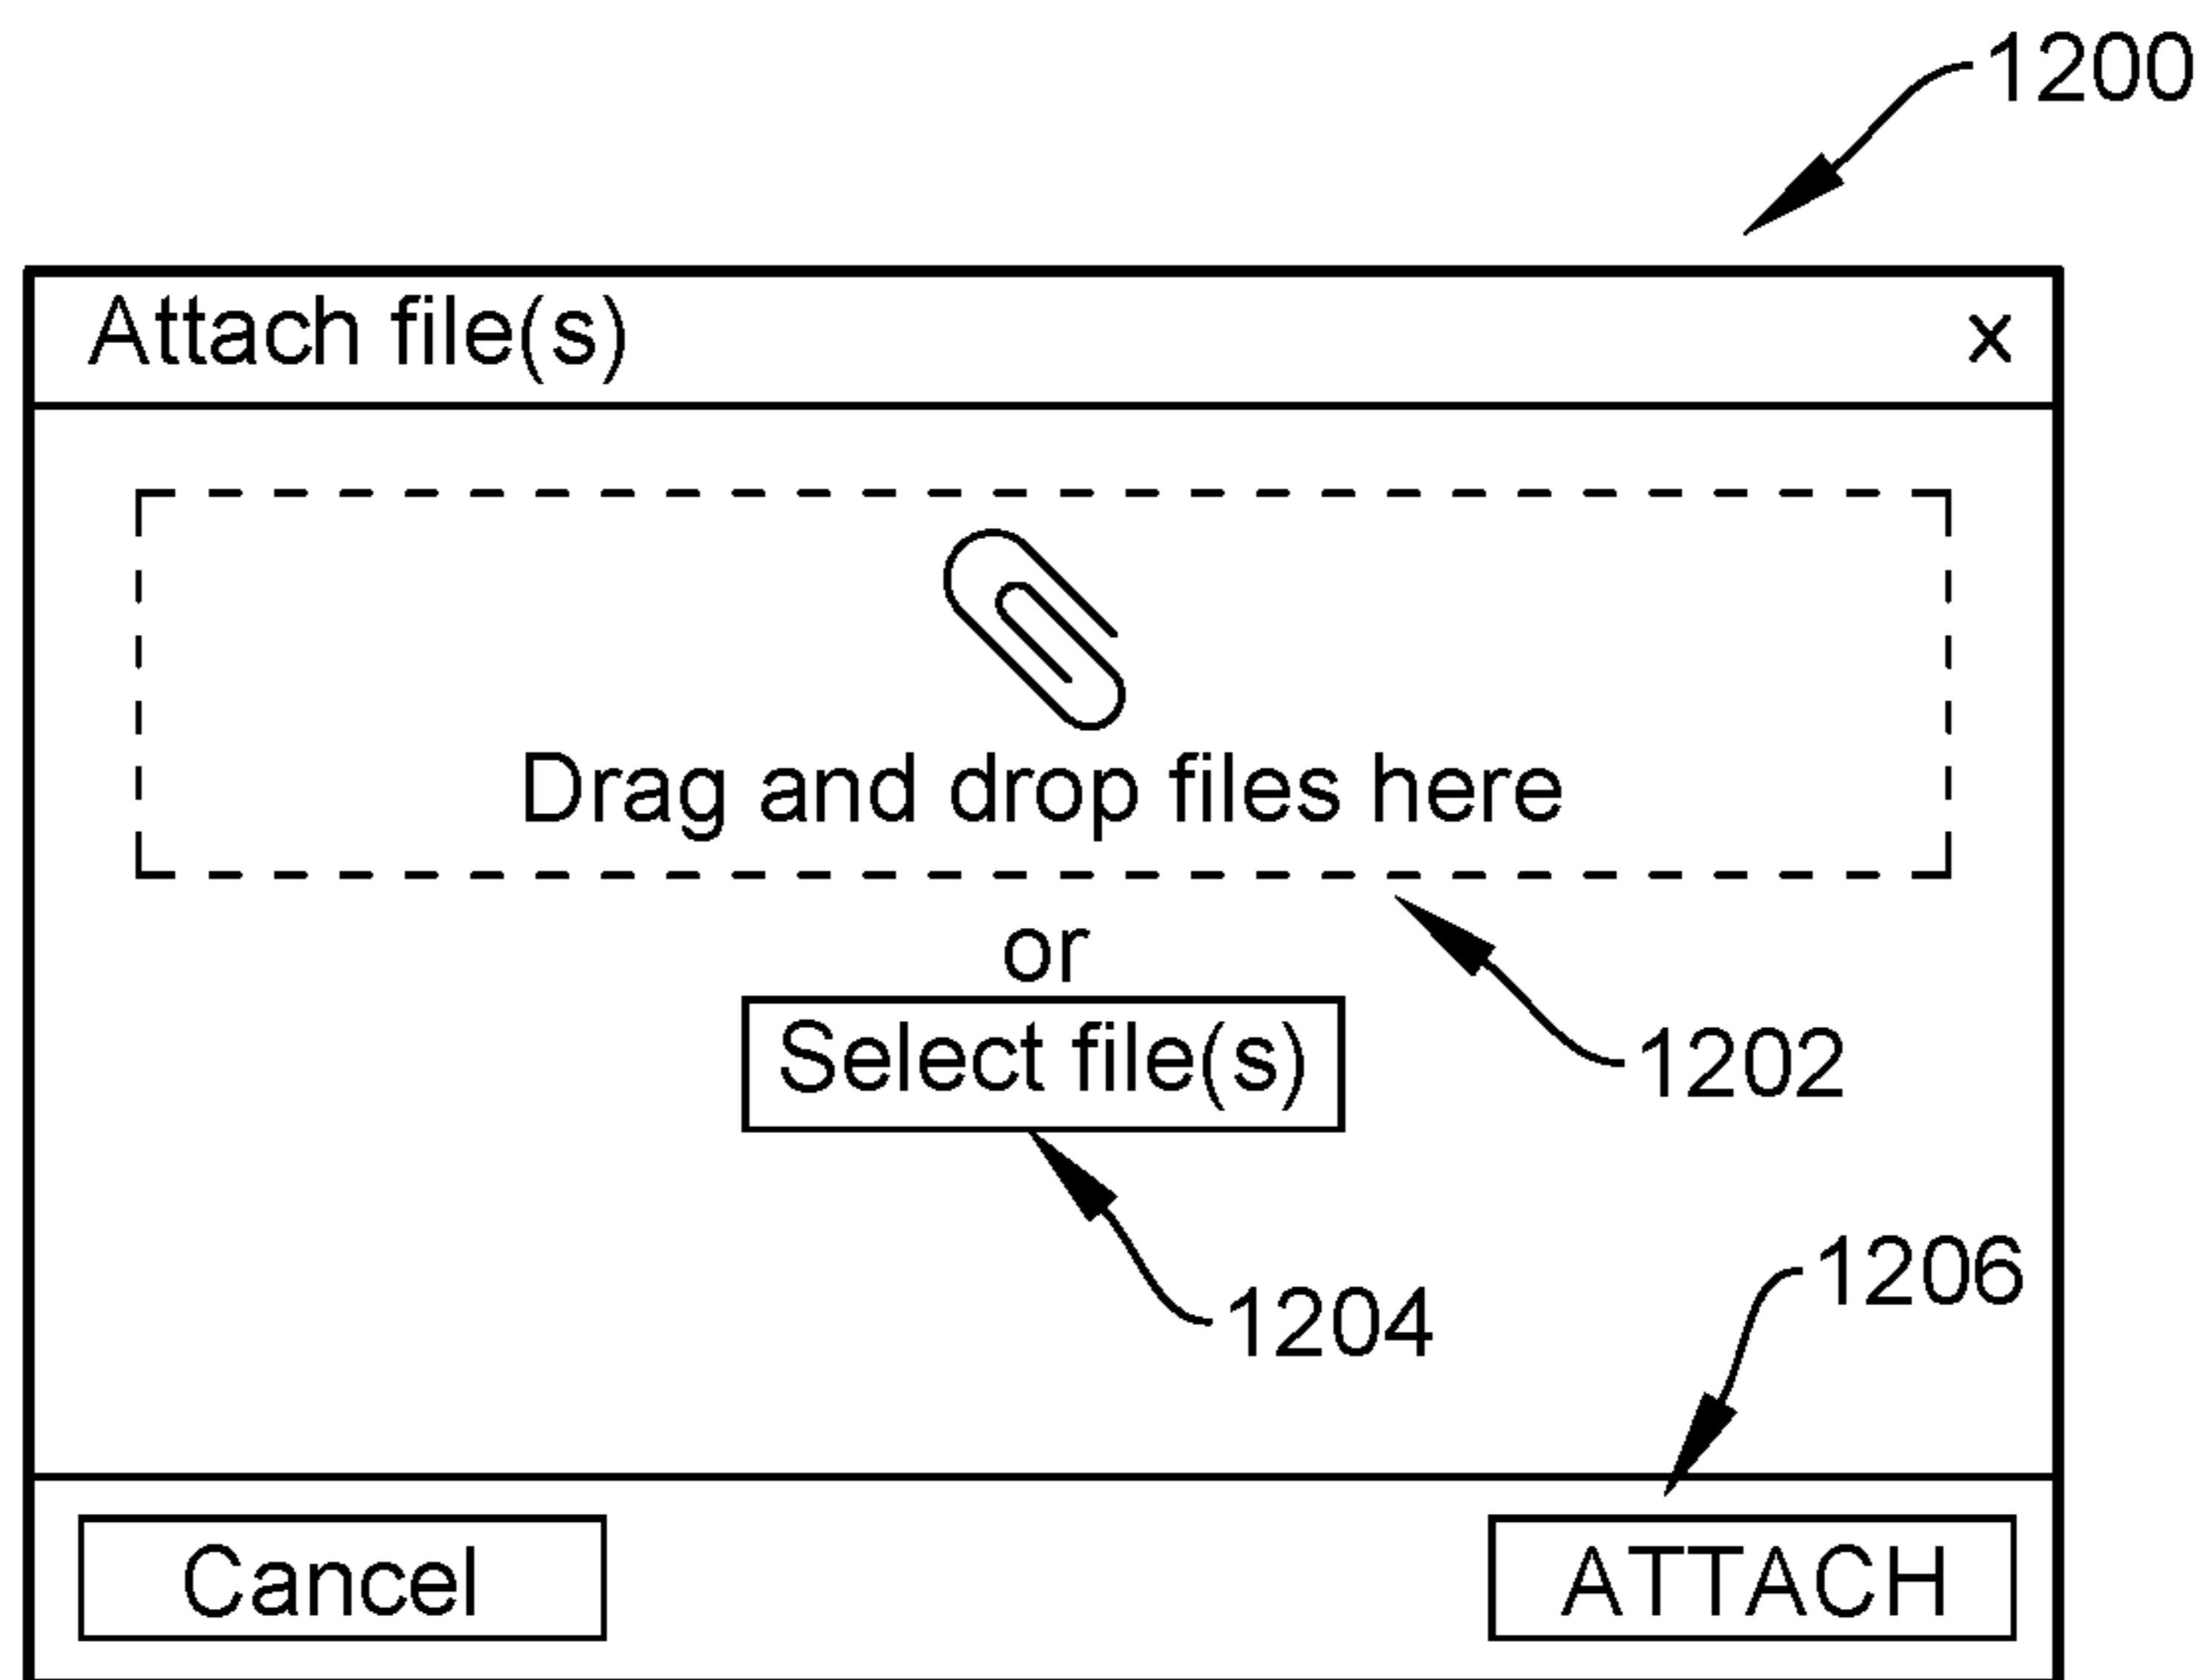 1200
Attach file(s) x
Drag and drop files here
or
Select file(s)
1202
1204
1206
Cancel ATTACH